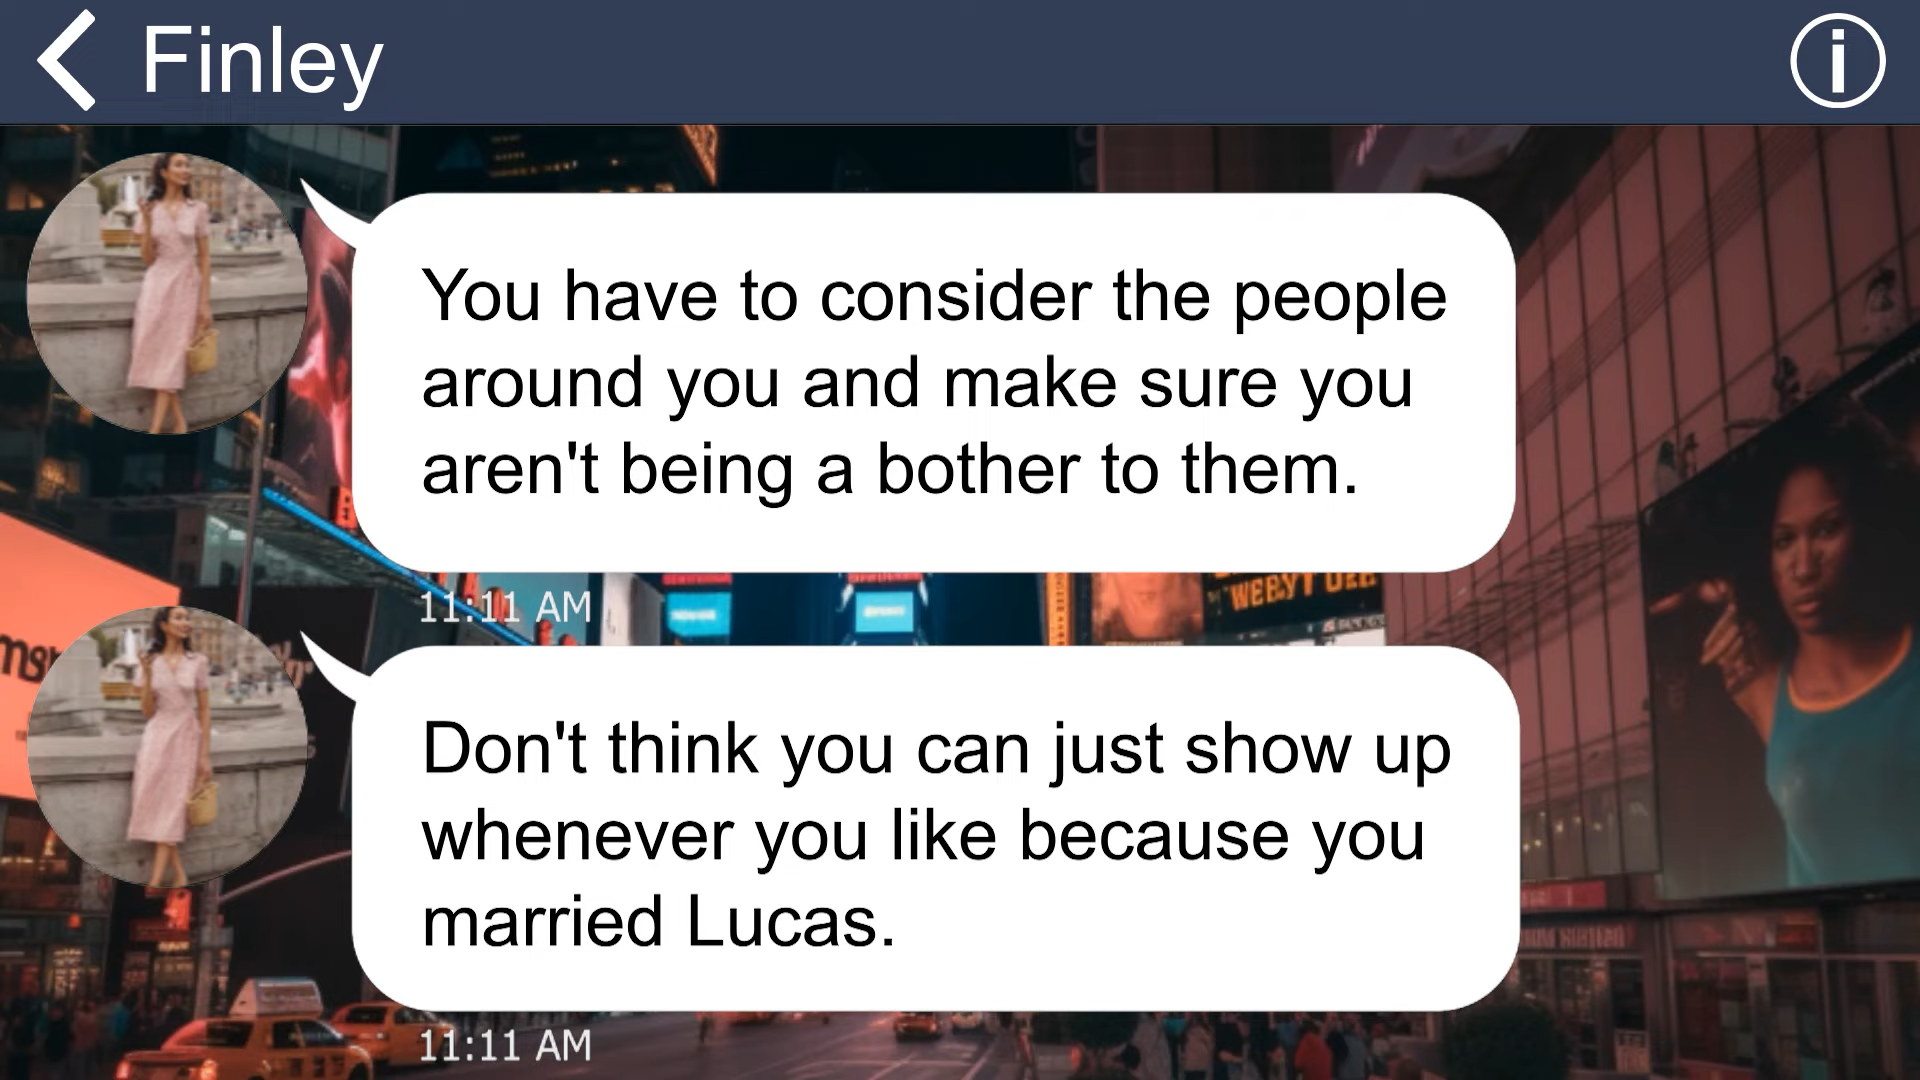 Finley
You have to consider the people
around you and make sure you
aren't being a bother to them.
11:11 AM
Don't think you can just show up
whenever you like because you
married Lucas.
11:11 AM